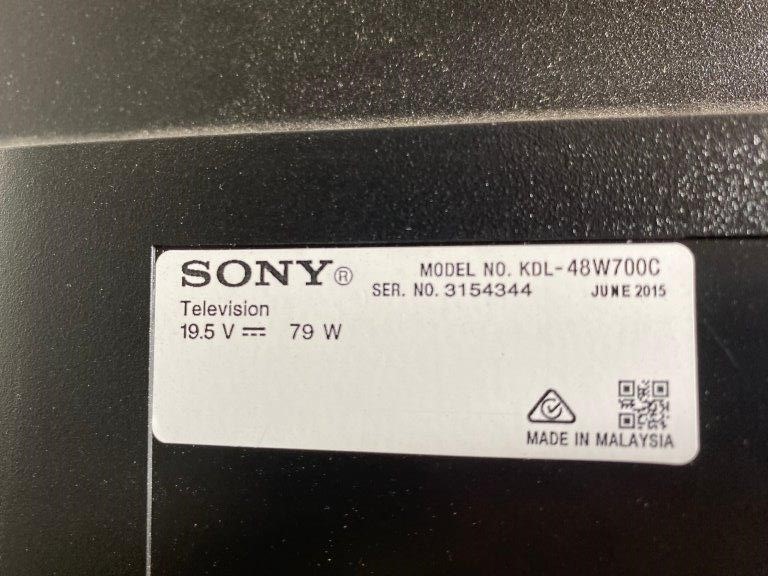 SONY® MODEL NO. KDL-48W700C
SER. NO. 3154344 JUNE 2015
Television
19.5 V ⎓ 79 W
MADE IN MALAYSIA